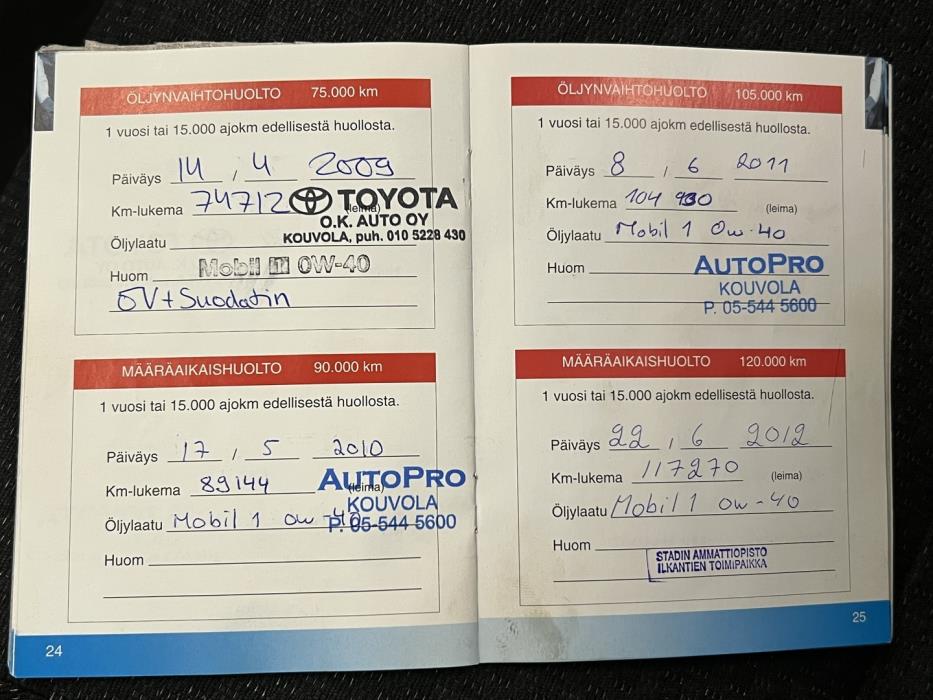 ÖLJYNVAIHTOHUOLTO 75.000 km
1 vuosi tai 15.000 ajokm edellisestä huollosta.
Päiväys 14 / 4 2009
Km-lukema 74712 (leima)
TOYOTA
O.K. AUTO OY
KOUVOLA, puh. 010 5228 430
Öljylaatu
Huom Mobil 1 0W-40
ÖV+Suodatin
MÄÄRÄAIKAISHUOLTO 90.000 km
1 vuosi tai 15.000 ajokm edellisestä huollosta.
Päiväys 17 / 5 2010
Km-lukema 89144 (leima)
AUTOPRO
KOUVOLA
P. 05-544 5600
Öljylaatu Mobil 1 0w-40
Huom
24
ÖLJYNVAIHTOHUOLTO 105.000 km
1 vuosi tai 15.000 ajokm edellisestä huollosta.
Päiväys 8 / 6 2011
Km-lukema 104 930 (leima)
Öljylaatu Mobil 1 0w-40
Huom
AUTOPRO
KOUVOLA
P. 05-544 5600
MÄÄRÄAIKAISHUOLTO 120.000 km
1 vuosi tai 15.000 ajokm edellisestä huollosta.
Päiväys 22 / 6 2012
Km-lukema 117270 (leima)
Öljylaatu Mobil 1 0w-40
Huom
STADIN AMMATTIOPISTO
ILKANTIEN TOIMIPAIKKA
25